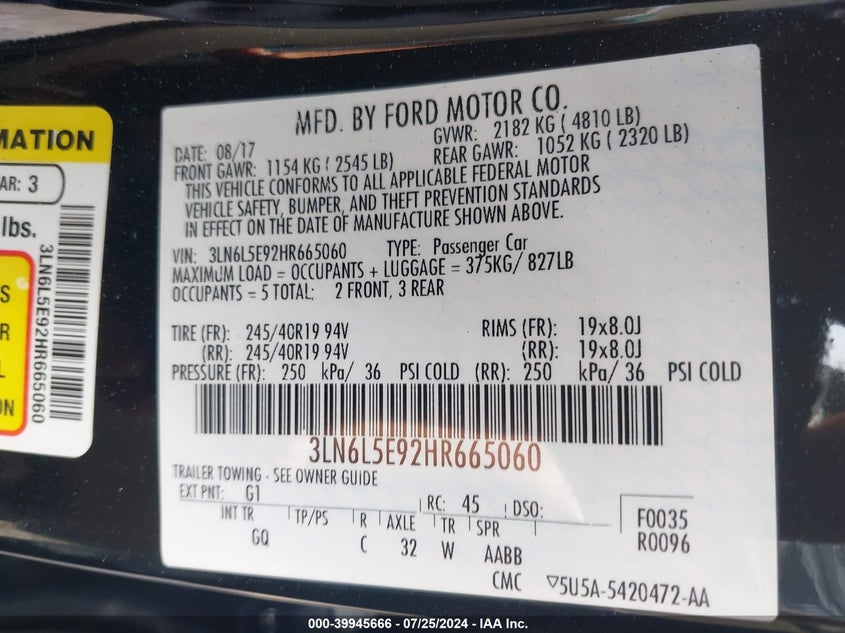 MATION
AR: 3
lbs.
S
R
L
ON
3LN6L5E92HR665060
MFD. BY FORD MOTOR CO.
DATE: 08/17 GVWR: 2182 KG ( 4810 LB)
FRONT GAWR: 1154 KG ( 2545 LB) REAR GAWR: 1052 KG ( 2320 LB)
THIS VEHICLE CONFORMS TO ALL APPLICABLE FEDERAL MOTOR
VEHICLE SAFETY, BUMPER, AND THEFT PREVENTION STANDARDS
IN EFFECT ON THE DATE OF MANUFACTURE SHOWN ABOVE.
VIN: 3LN6L5E92HR665060 TYPE: Passenger Car
MAXIMUM LOAD = OCCUPANTS + LUGGAGE = 375KG/ 827LB
OCCUPANTS = 5 TOTAL: 2 FRONT, 3 REAR
TIRE (FR): 245/40R19 94V RIMS (FR): 19x8.0J
(RR): 245/40R19 94V (RR): 19x8.0J
PRESSURE (FR): 250 kPa/ 36 PSI COLD (RR): 250 kPa/ 36 PSI COLD
3LN6L5E92HR665060
TRAILER TOWING - SEE OWNER GUIDE
EXT PNT: G1 RC: 45 DSO:
INT TR TP/PS R AXLE TR SPR
GQ C 32 W AABB
F0035
R0096
CMC ▽5U5A-5420472-AA
000-39945666 - 07/25/2024 - IAA Inc.